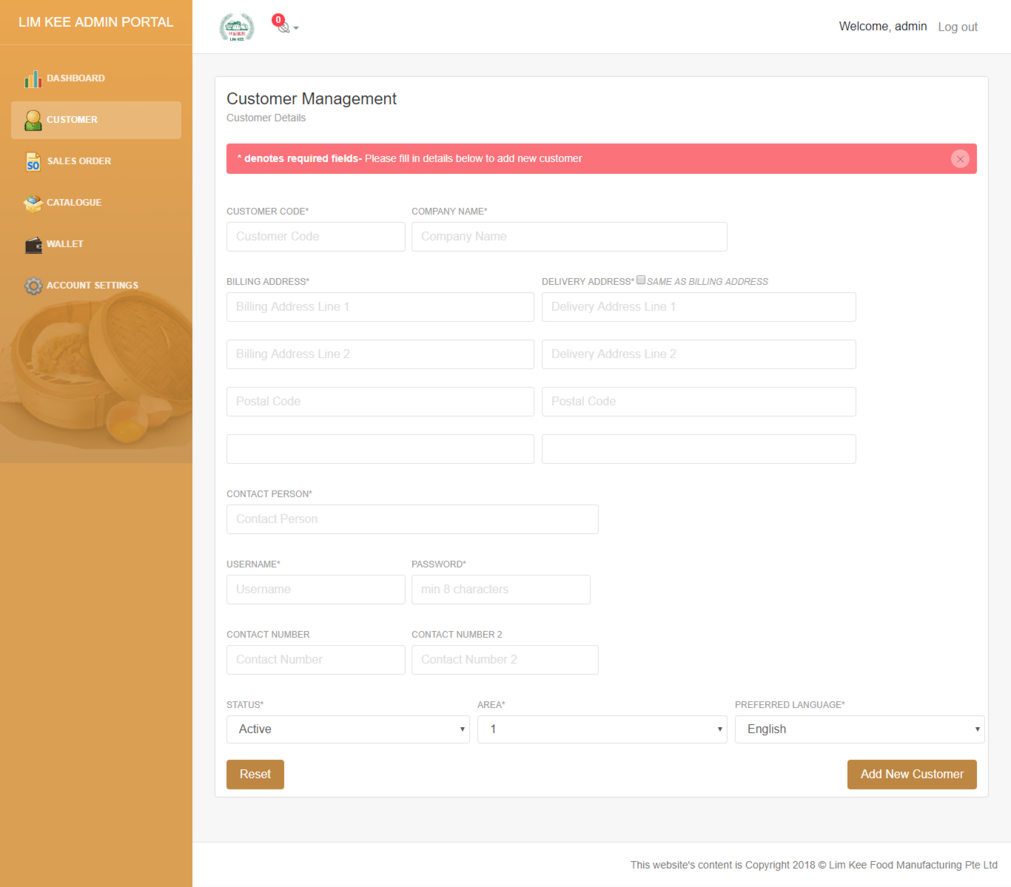 LIM KEE ADMIN PORTAL
0
LIM KEE
Welcome, admin
Log out
DASHBOARD
CUSTOMER
SO
SALES ORDER
CATALOGUE
WALLET
ACCOUNT SETTINGS
Customer Management
Customer Details
* denotes required fields- Please fill in details below to add new customer
CUSTOMER CODE*
COMPANY NAME*
Customer Code
Company Name
BILLING ADDRESS*
DELIVERY ADDRESS* SAME AS BILLING ADDRESS
Billing Address Line 1
Delivery Address Line 1
Billing Address Line 2
Delivery Address Line 2
Postal Code
Postal Code
CONTACT PERSON*
Contact Person
USERNAME*
PASSWORD*
Username
min 8 characters
CONTACT NUMBER
CONTACT NUMBER 2
Contact Number
Contact Number 2
STATUS*
AREA*
PREFERRED LANGUAGE*
Active
1
English
Reset
Add New Customer
This website's content is Copyright 2018 © Lim Kee Food Manufacturing Pte Ltd